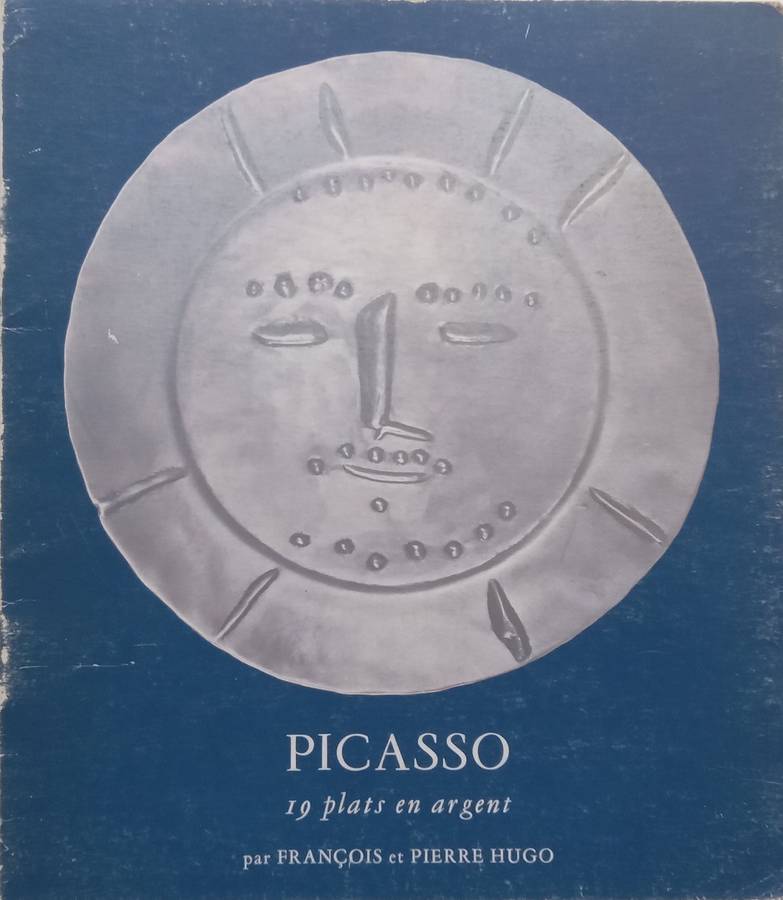 PICASSO
19 plats en argent
par FRANÇOIS et PIERRE HUGO